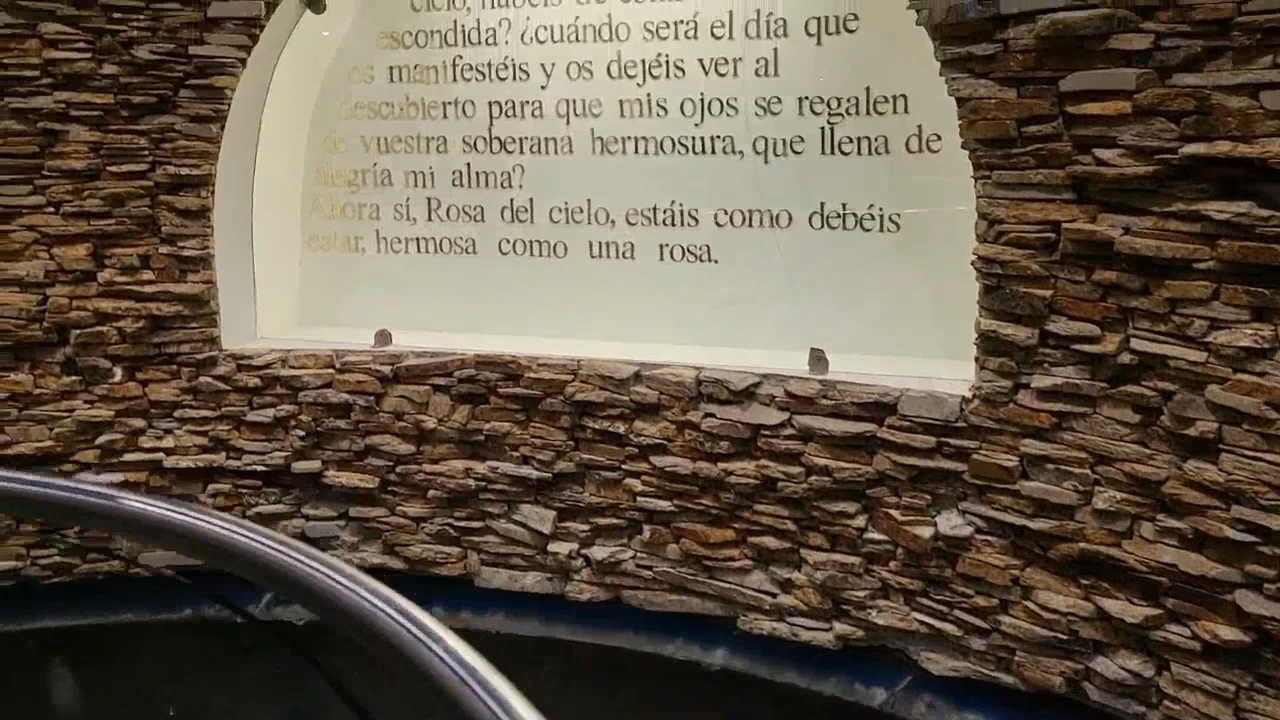 escondida? ¿cuándo será el día que
os manifestéis y os dejéis ver al
descubierto para que mis ojos se regalen
de vuestra soberana hermosura, que llena de
alegría mi alma?
Ahora sí, Rosa del cielo, estáis como debéis
estar, hermosa como una rosa.